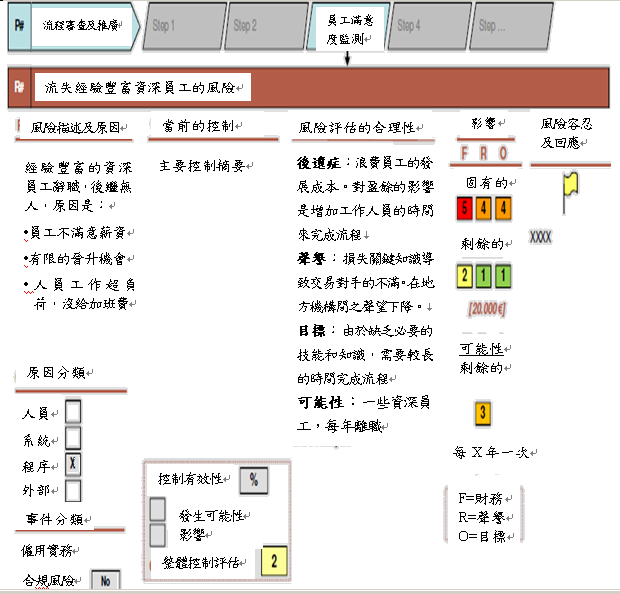 P# 流程審查及推廣 Step 1 Step 2 員工滿意
度監測 Step 4 Step ...
R# 流失經驗豐富資深員工的風險
風險描述及原因
經驗豐富的資深
員工辭職，後繼無
人，原因是：
•員工不滿意薪資
•有限的晉升機會
•人員工作超負
荷，沒給加班費
原因分類
人員
系統
程序 X
外部
事件分類
僱用實務
合規風險 No
當前的控制
主要控制摘要
控制有效性 %
發生可能性
影響
整體控制評估 2
風險評估的合理性
後遺症：浪費員工的發
展成本。對盈餘的影響
是增加工作人員的時間
來完成流程
聲譽：損失關鍵知識導
致交易對手的不滿。在地
方機構間之聲望下降。
目標：由於缺乏必要的
技能和知識，需要較長
的時間完成流程
可能性：一些資深員
工，每年離職
影響
F R O
固有的
5 4 4
剩餘的
2 1 1
[20.000€]
可能性
剩餘的
3
每 X 年一次
F=財務
R=聲譽
O=目標
風險容忍
及回應
XXXX